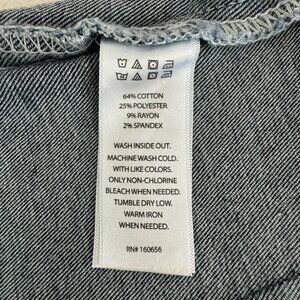 64% COTTON
25% POLYESTER
9% RAYON
2% SPANDEX
WASH INSIDE OUT.
MACHINE WASH COLD.
WITH LIKE COLORS.
ONLY NON-CHLORINE
BLEACH WHEN NEEDED.
TUMBLE DRY LOW.
WARM IRON
WHEN NEEDED.
RN# 160656